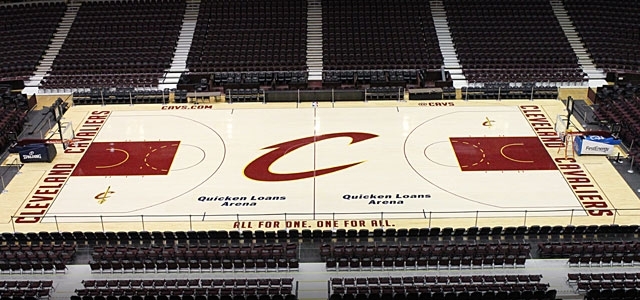 CAVS.COM
@CAVS
CLEVELAND
CAVALIERS
CLEVELAND
CAVALIERS
C
Quicken Loans
Arena
Quicken Loans
Arena
ALL FOR ONE. ONE FOR ALL.
SPALDING
FirstEnergy